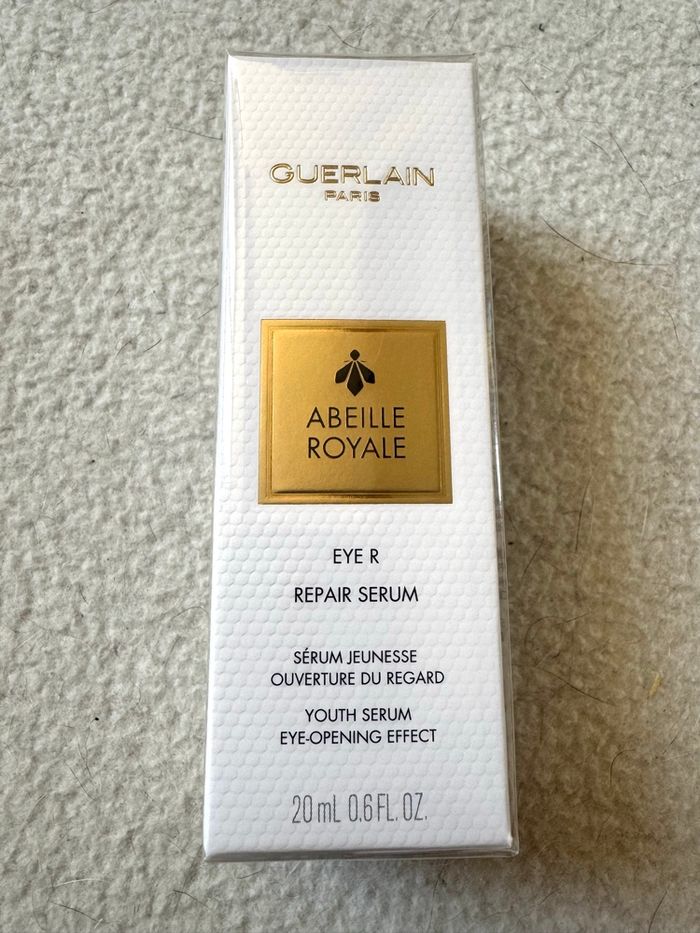 GUERLAIN
PARIS
ABEILLE
ROYALE
EYE R
REPAIR SERUM
SÉRUM JEUNESSE
OUVERTURE DU REGARD
YOUTH SERUM
EYE-OPENING EFFECT
20 mL 0.6 FL. OZ.